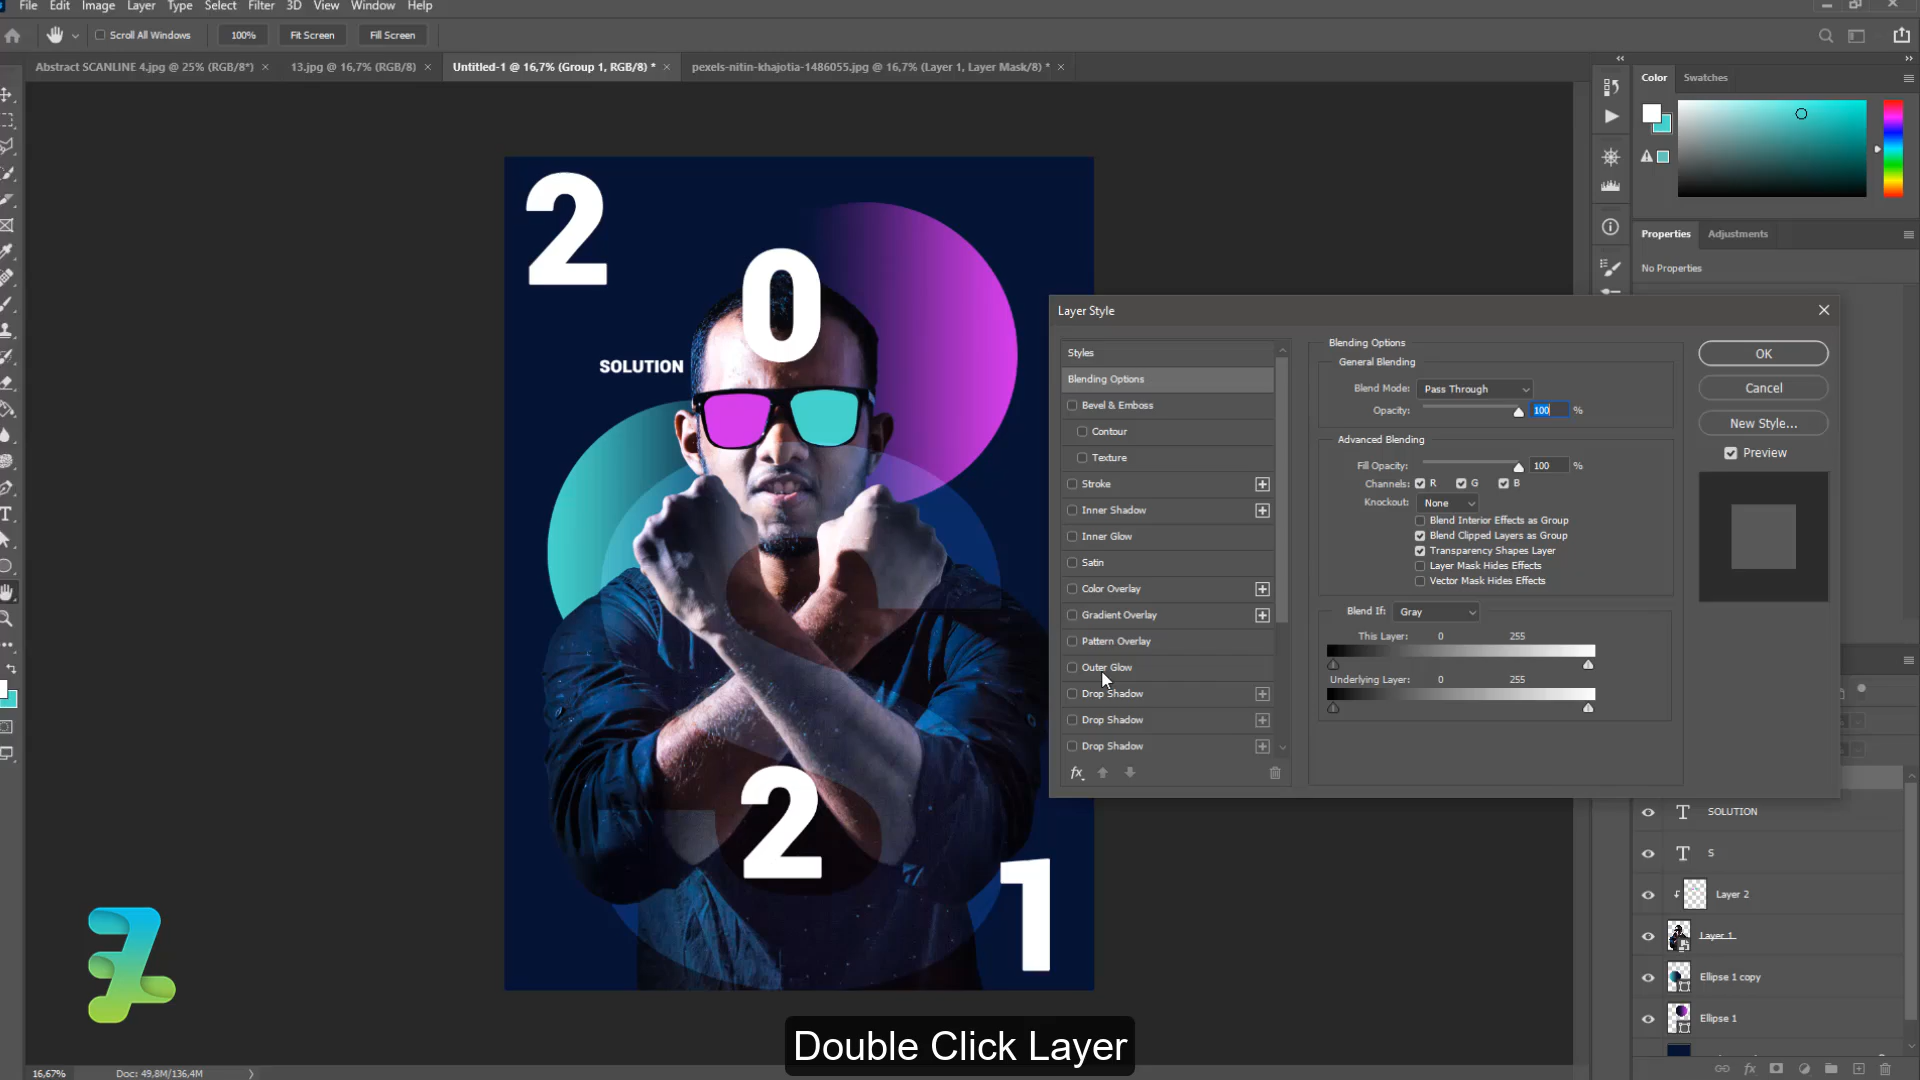 File Edit Image Layer Type Select Filter 3D View Window Help
Scroll All Windows 100% Fit Screen Fill Screen
Abstract SCANLINE 4.jpg @ 25% (RGB/8*) × 13.jpg @ 16,7% (RGB/8) × Untitled-1 @ 16,7% (Group 1, RGB/8) * × pexels-nitin-khajotia-1486055.jpg @ 16,7% (Layer 1, Layer Mask/8) * ×
Color Swatches
Properties Adjustments
No Properties
2
0
SOLUTION
2
1
Layer Style
Styles
Blending Options
Bevel & Emboss
Contour
Texture
Stroke
Inner Shadow
Inner Glow
Satin
Color Overlay
Gradient Overlay
Pattern Overlay
Outer Glow
Drop Shadow
Drop Shadow
Drop Shadow
fx
Blending Options
General Blending
Blend Mode: Pass Through
Opacity: 100 %
Advanced Blending
Fill Opacity: 100 %
Channels: R G B
Knockout: None
Blend Interior Effects as Group
Blend Clipped Layers as Group
Transparency Shapes Layer
Layer Mask Hides Effects
Vector Mask Hides Effects
Blend If: Gray
This Layer: 0 255
Underlying Layer: 0 255
OK
Cancel
New Style...
Preview
T SOLUTION
T S
Layer 2
Layer 1
Ellipse 1 copy
Ellipse 1
fx
Double Click Layer
16,67% Doc: 49,8M/136,4M